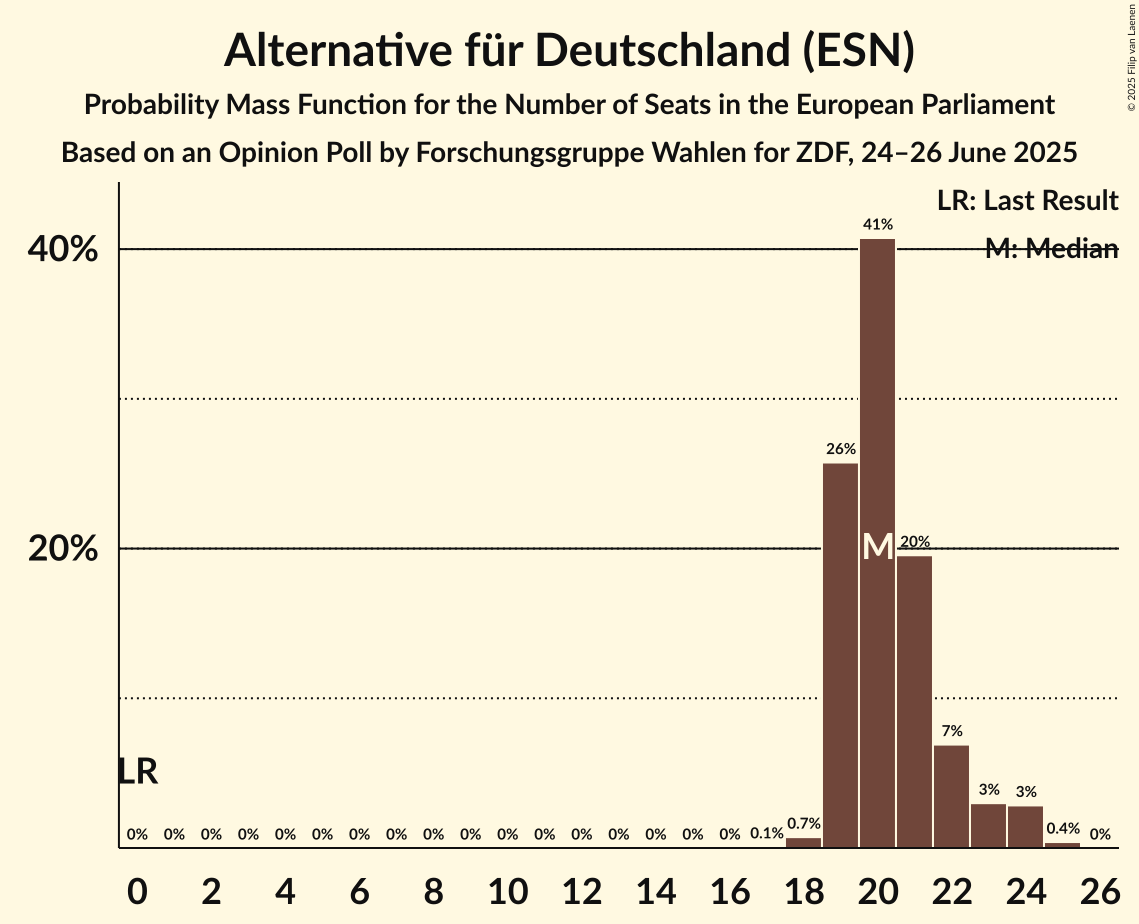 Alternative für Deutschland (ESN)
Probability Mass Function for the Number of Seats in the European Parliament
Based on an Opinion Poll by Forschungsgruppe Wahlen for ZDF, 24–26 June 2025
© 2025 Filip van Laenen
LR: Last Result
M: Median
40%
20%
41%
26%
M
20%
7%
3%
3%
LR
0% 0% 0% 0% 0% 0% 0% 0% 0% 0% 0% 0% 0% 0% 0% 0% 0% 0.1% 0.7% 0.4% 0%
0 2 4 6 8 10 12 14 16 18 20 22 24 26